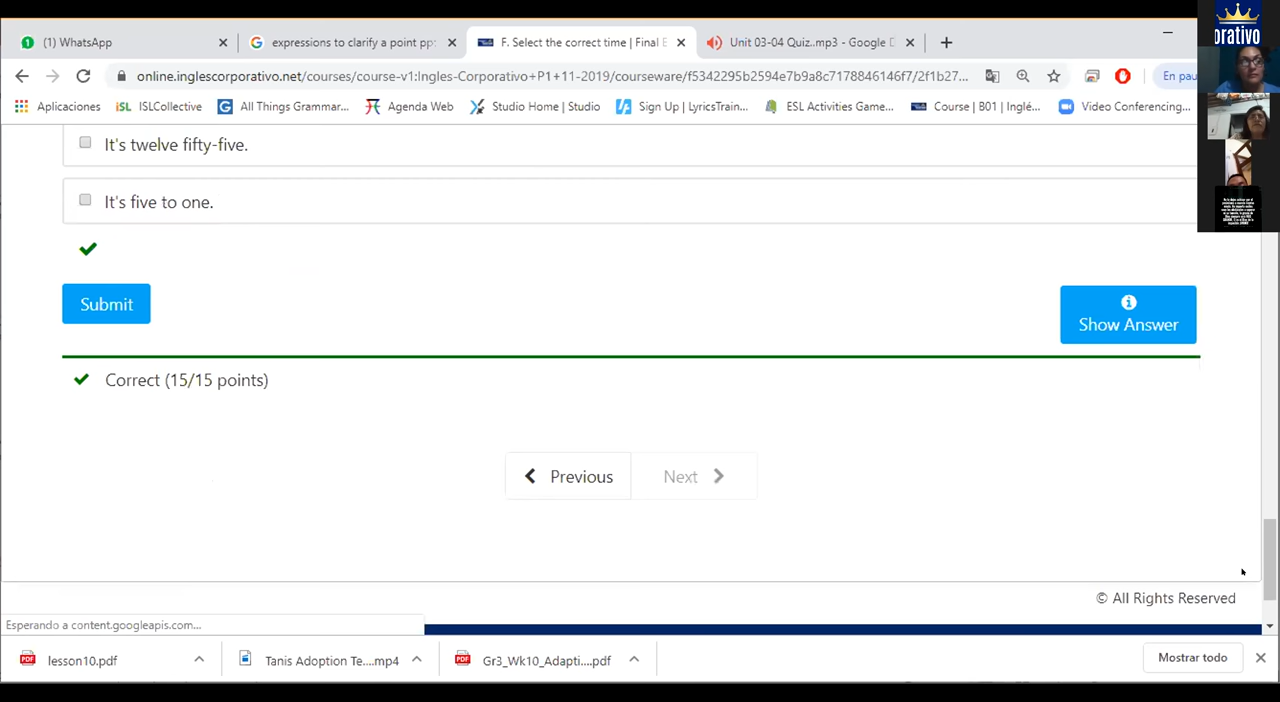 (1) WhatsApp
expressions to clarify a point ppt
F. Select the correct time | Final E
Unit 03-04 Quiz..mp3 - Google D
orativo
online.inglescorporativo.net/courses/course-v1:Ingles-Corporativo+P1+11-2019/courseware/f5342295b2594e7b9a8c7178846146f7/2f1b27...
En pau
Aplicaciones
iSL ISLCollective
All Things Grammar...
Agenda Web
Studio Home | Studio
Sign Up | LyricsTrain...
ESL Activities Game...
Course | B01 | Inglé...
Video Conferencing...
It's twelve fifty-five.
It's five to one.
Submit
Show Answer
Correct (15/15 points)
Previous
Next
© All Rights Reserved
Esperando a content.googleapis.com...
lesson10.pdf
Tanis Adoption Te....mp4
Gr3_Wk10_Adapti....pdf
Mostrar todo